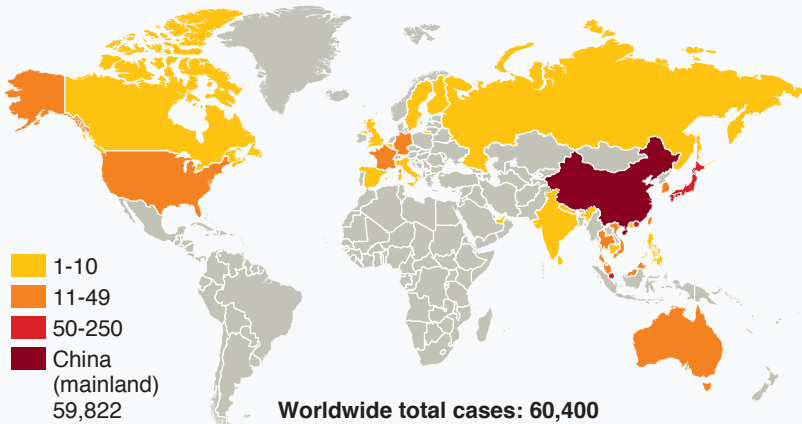 1-10
11-49
50-250
China
(mainland)
59,822
Worldwide total cases: 60,400